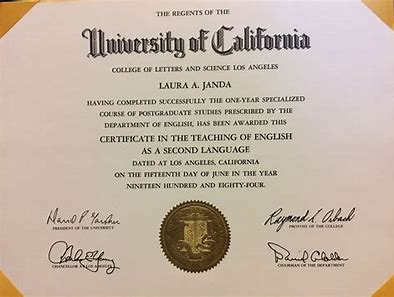 THE REGENTS OF THE
University of California
COLLEGE OF LETTERS AND SCIENCE LOS ANGELES
LAURA A. JANDA
HAVING COMPLETED SUCCESSFULLY THE ONE-YEAR SPECIALIZED
COURSE OF POSTGRADUATE STUDIES PRESCRIBED BY THE
DEPARTMENT OF ENGLISH, HAS BEEN AWARDED THIS
CERTIFICATE IN THE TEACHING OF ENGLISH
AS A SECOND LANGUAGE
DATED AT LOS ANGELES, CALIFORNIA
ON THE FIFTEENTH DAY OF JUNE IN THE YEAR
NINETEEN HUNDRED AND EIGHTY-FOUR.
David P. Gardner
PRESIDENT OF THE UNIVERSITY
Raymond L. Orbach
PROVOST OF THE COLLEGE
CHANCELLOR AT LOS ANGELES
CHAIRMAN OF THE DEPARTMENT